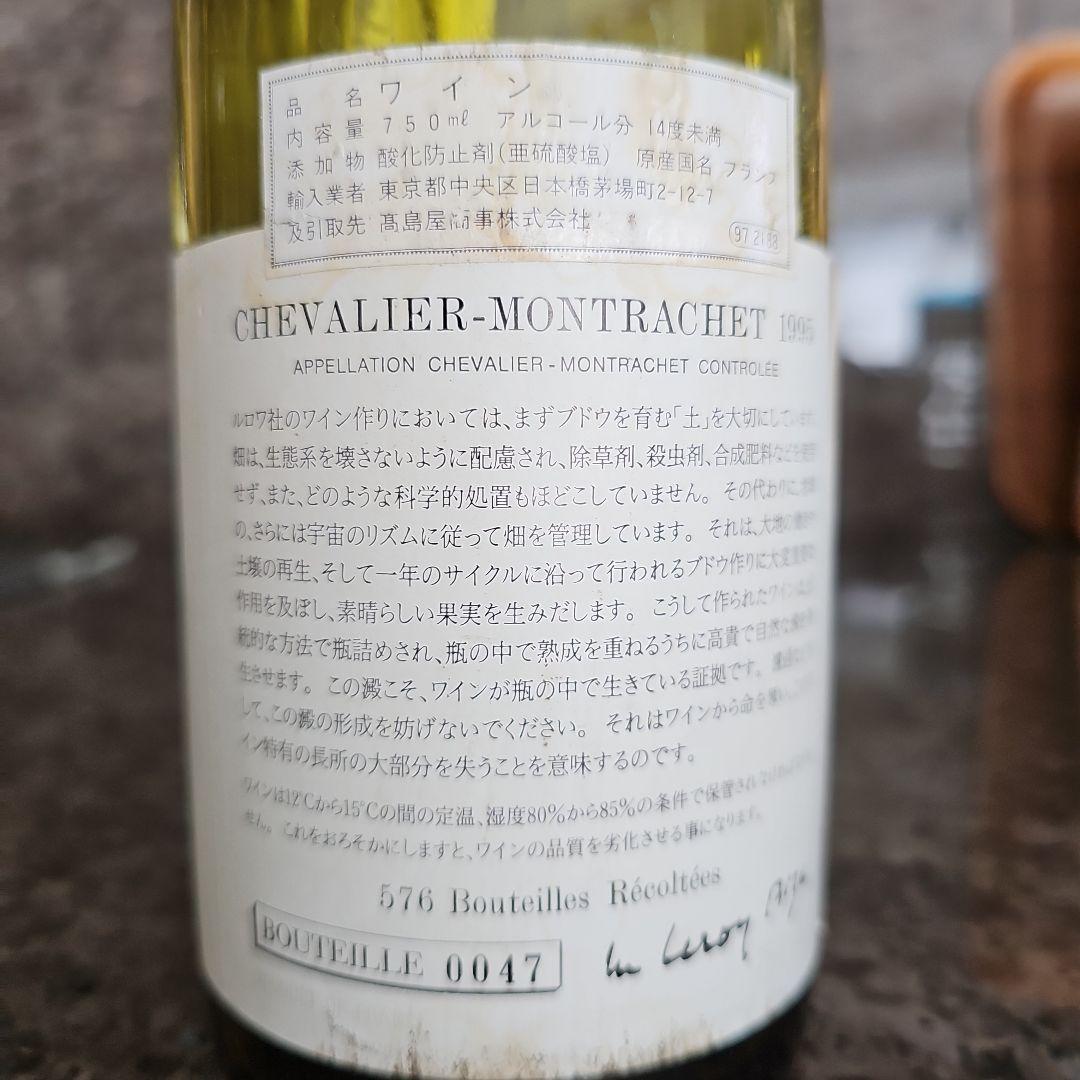 品 名 ワイン
内容量 750ml アルコール分 14度未満
添加物 酸化防止剤(亜硫酸塩) 原産国名 フランス
輸入業者 東京都中央区日本橋茅場町2-12-7
及引取先 髙島屋商事株式会社
CHEVALIER-MONTRACHET 1995
APPELLATION CHEVALIER-MONTRACHET CONTROLÉE
ルロワ社のワイン作りにおいては、まずブドウを育む「土」を大切にしています。
畑は、生態系を壊さないように配慮され、除草剤、殺虫剤、合成肥料などを
せず、また、どのような科学的処置もほどこしていません。その代わりに、
の、さらには宇宙のリズムに従って畑を管理しています。それは、大地の
土壌の再生、そして一年のサイクルに沿って行われるブドウ作りに大変重要な
作用を及ぼし、素晴らしい果実を生みだします。こうして作られたワインは、
統的な方法で瓶詰めされ、瓶の中で熟成を重ねるうちに高貴で自然な
生させます。この澱こそ、ワインが瓶の中で生きている証拠です。
して、この澱の形成を妨げないでください。それはワインから命を
イン特有の長所の大部分を失うことを意味するのです。
ワインは12℃から15℃の間の定温、湿度80%から85%の条件で保管されなければ
せん。これをおろそかにしますと、ワインの品質を劣化させる事になります。
576 Bouteilles Récoltées
BOUTEILLE 0047
Leroy